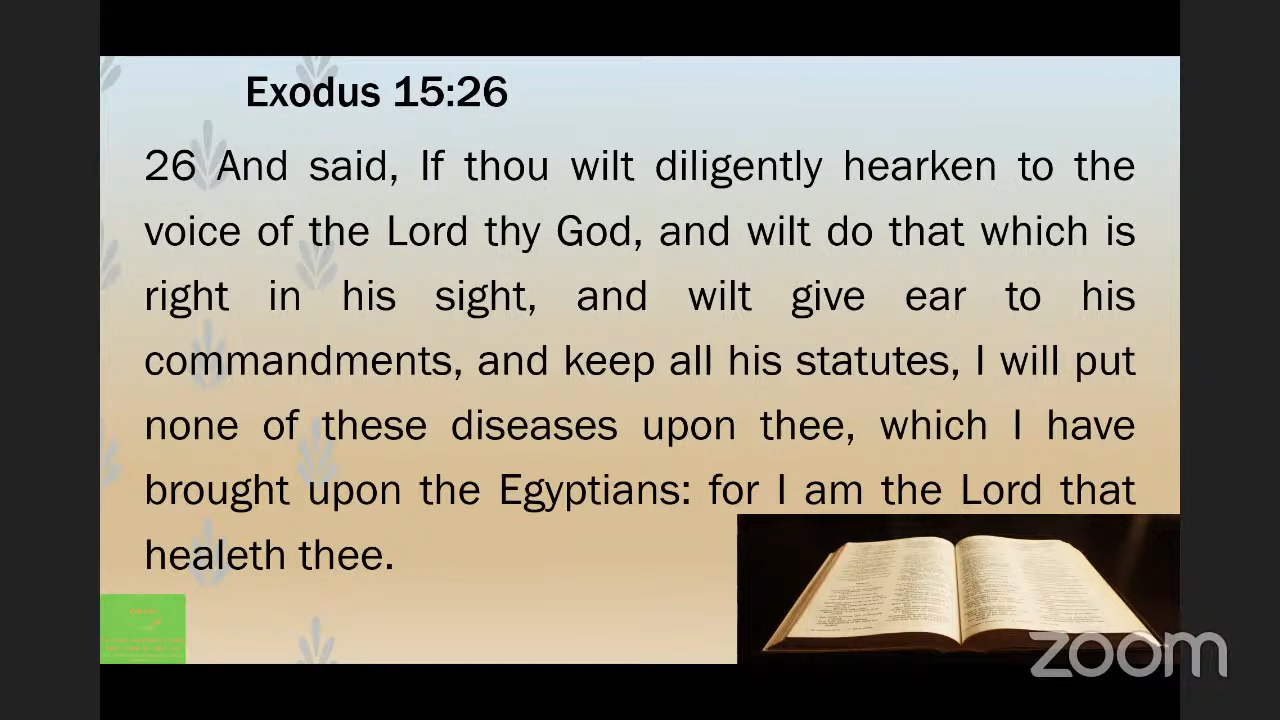 Exodus 15:26
26 And said, If thou wilt diligently hearken to the
voice of the Lord thy God, and wilt do that which is
right in his sight, and wilt give ear to his
commandments, and keep all his statutes, I will put
none of these diseases upon thee, which I have
brought upon the Egyptians: for I am the Lord that
healeth thee.
zoom